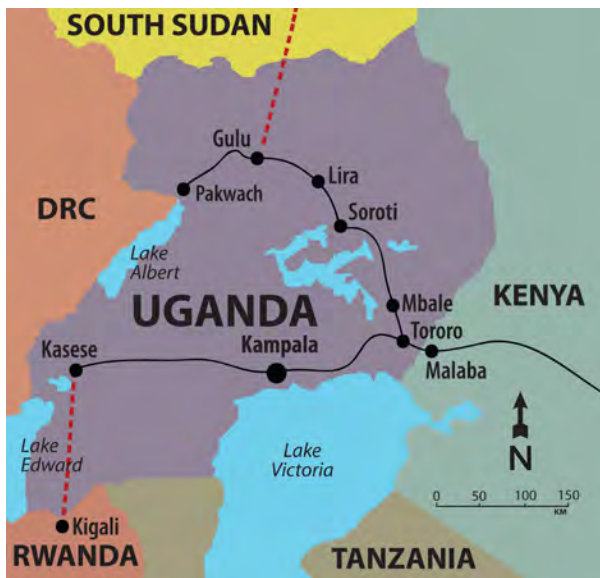 SOUTH SUDAN
Gulu
Lira
Pakwach
DRC
Soroti
Lake
Albert
UGANDA
Mbale
KENYA
Tororo
Kasese
Kampala
Malaba
Lake
Edward
Lake
Victoria
N
0 50 100 150
KM
Kigali
RWANDA
TANZANIA